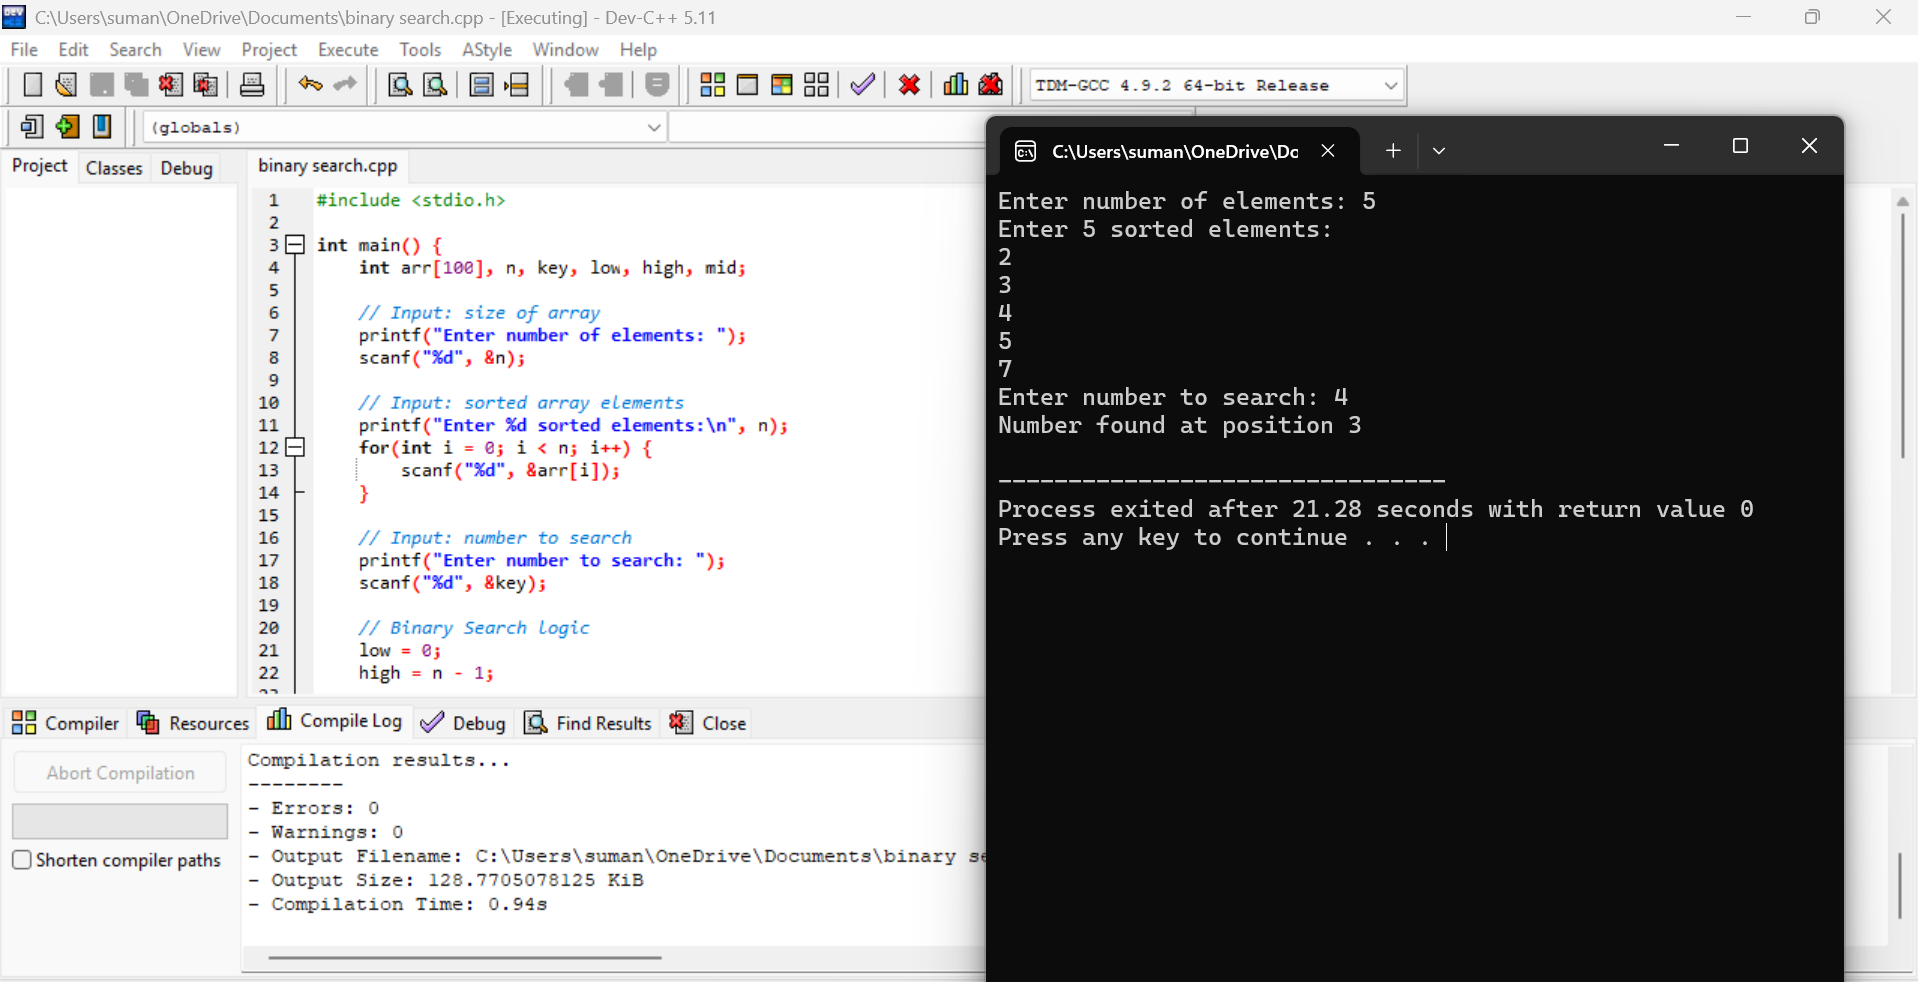 C:\Users\suman\OneDrive\Documents\binary search.cpp - [Executing] - Dev-C++ 5.11
File Edit Search View Project Execute Tools AStyle Window Help
TDM-GCC 4.9.2 64-bit Release
(globals)
Project Classes Debug
binary search.cpp
1 #include <stdio.h>
2
3 int main() {
4 int arr[100], n, key, low, high, mid;
5
6 // Input: size of array
7 printf("Enter number of elements: ");
8 scanf("%d", &n);
9
10 // Input: sorted array elements
11 printf("Enter %d sorted elements:\n", n);
12 for(int i = 0; i < n; i++) {
13 scanf("%d", &arr[i]);
14 }
15
16 // Input: number to search
17 printf("Enter number to search: ");
18 scanf("%d", &key);
19
20 // Binary Search logic
21 low = 0;
22 high = n - 1;
C:\Users\suman\OneDrive\Dc
Enter number of elements: 5
Enter 5 sorted elements:
2
3
4
5
7
Enter number to search: 4
Number found at position 3
--------------------------------
Process exited after 21.28 seconds with return value 0
Press any key to continue . . .
Compiler Resources Compile Log Debug Find Results Close
Abort Compilation
Shorten compiler paths
Compilation results...
--------
- Errors: 0
- Warnings: 0
- Output Filename: C:\Users\suman\OneDrive\Documents\binary
- Output Size: 128.7705078125 KiB
- Compilation Time: 0.94s